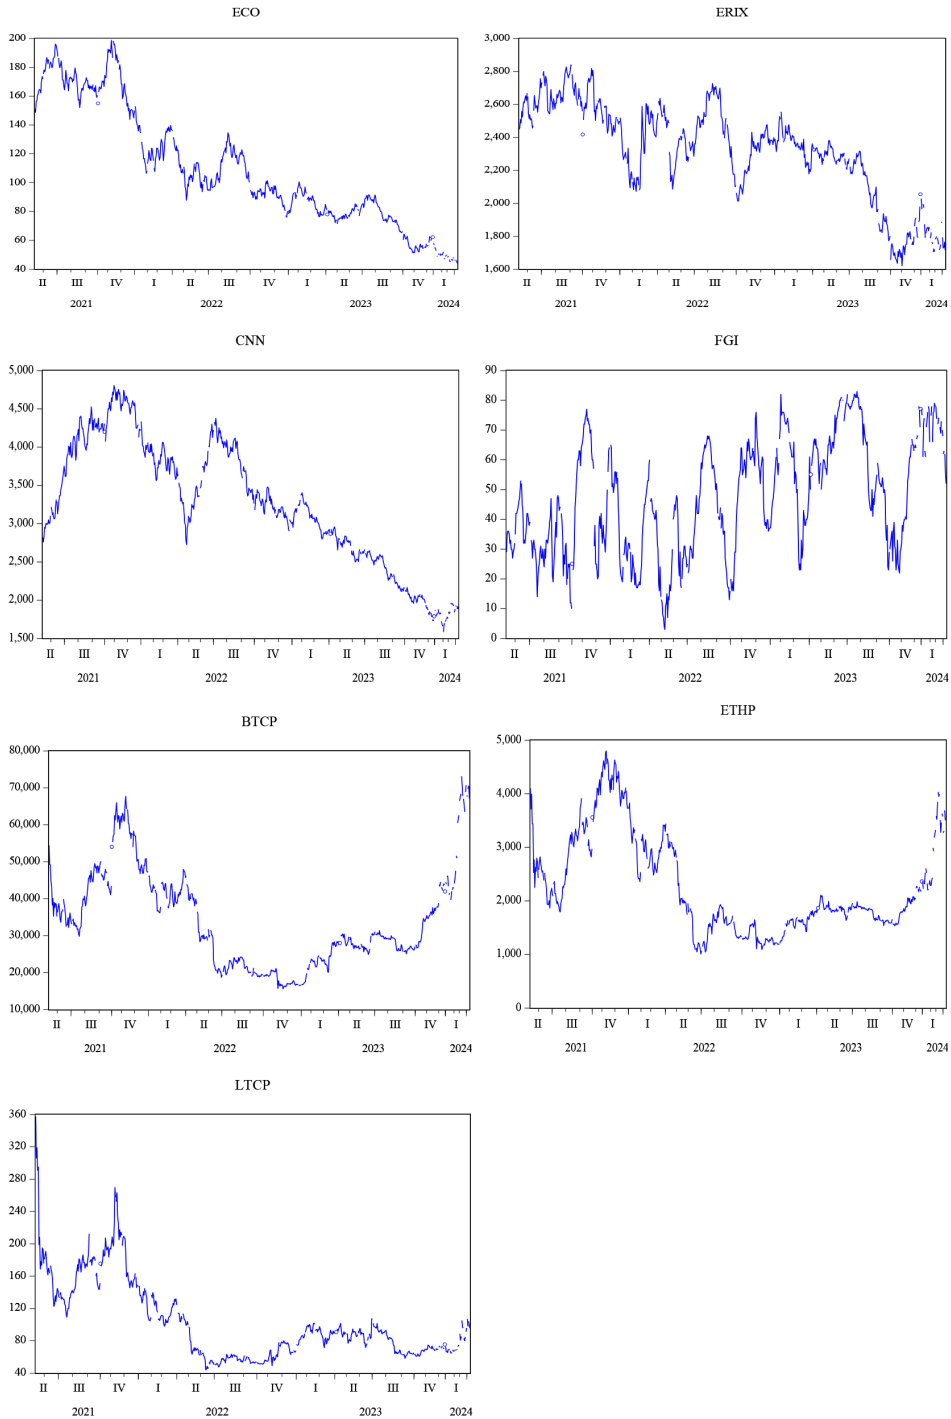 ECO
200
180
160
140
120
100
80
60
40
II III IV I II III IV I II III IV I
2021 2022 2023 2024
ERIX
3,000
2,800
2,600
2,400
2,200
2,000
1,800
1,600
II III IV I II III IV I II III IV I
2021 2022 2023 2024
CNN
5,000
4,500
4,000
3,500
3,000
2,500
2,000
1,500
II III IV I II III IV I II III IV I
2021 2022 2023 2024
FGI
90
80
70
60
50
40
30
20
10
0
II III IV I II III IV I II III IV I
2021 2022 2023 2024
BTCP
80,000
70,000
60,000
50,000
40,000
30,000
20,000
10,000
II III IV I II III IV I II III IV I
2021 2022 2023 2024
ETHP
5,000
4,000
3,000
2,000
1,000
0
II III IV I II III IV I II III IV I
2021 2022 2023 2024
LTCP
360
320
280
240
200
160
120
80
40
II III IV I II III IV I II III IV I
2021 2022 2023 2024